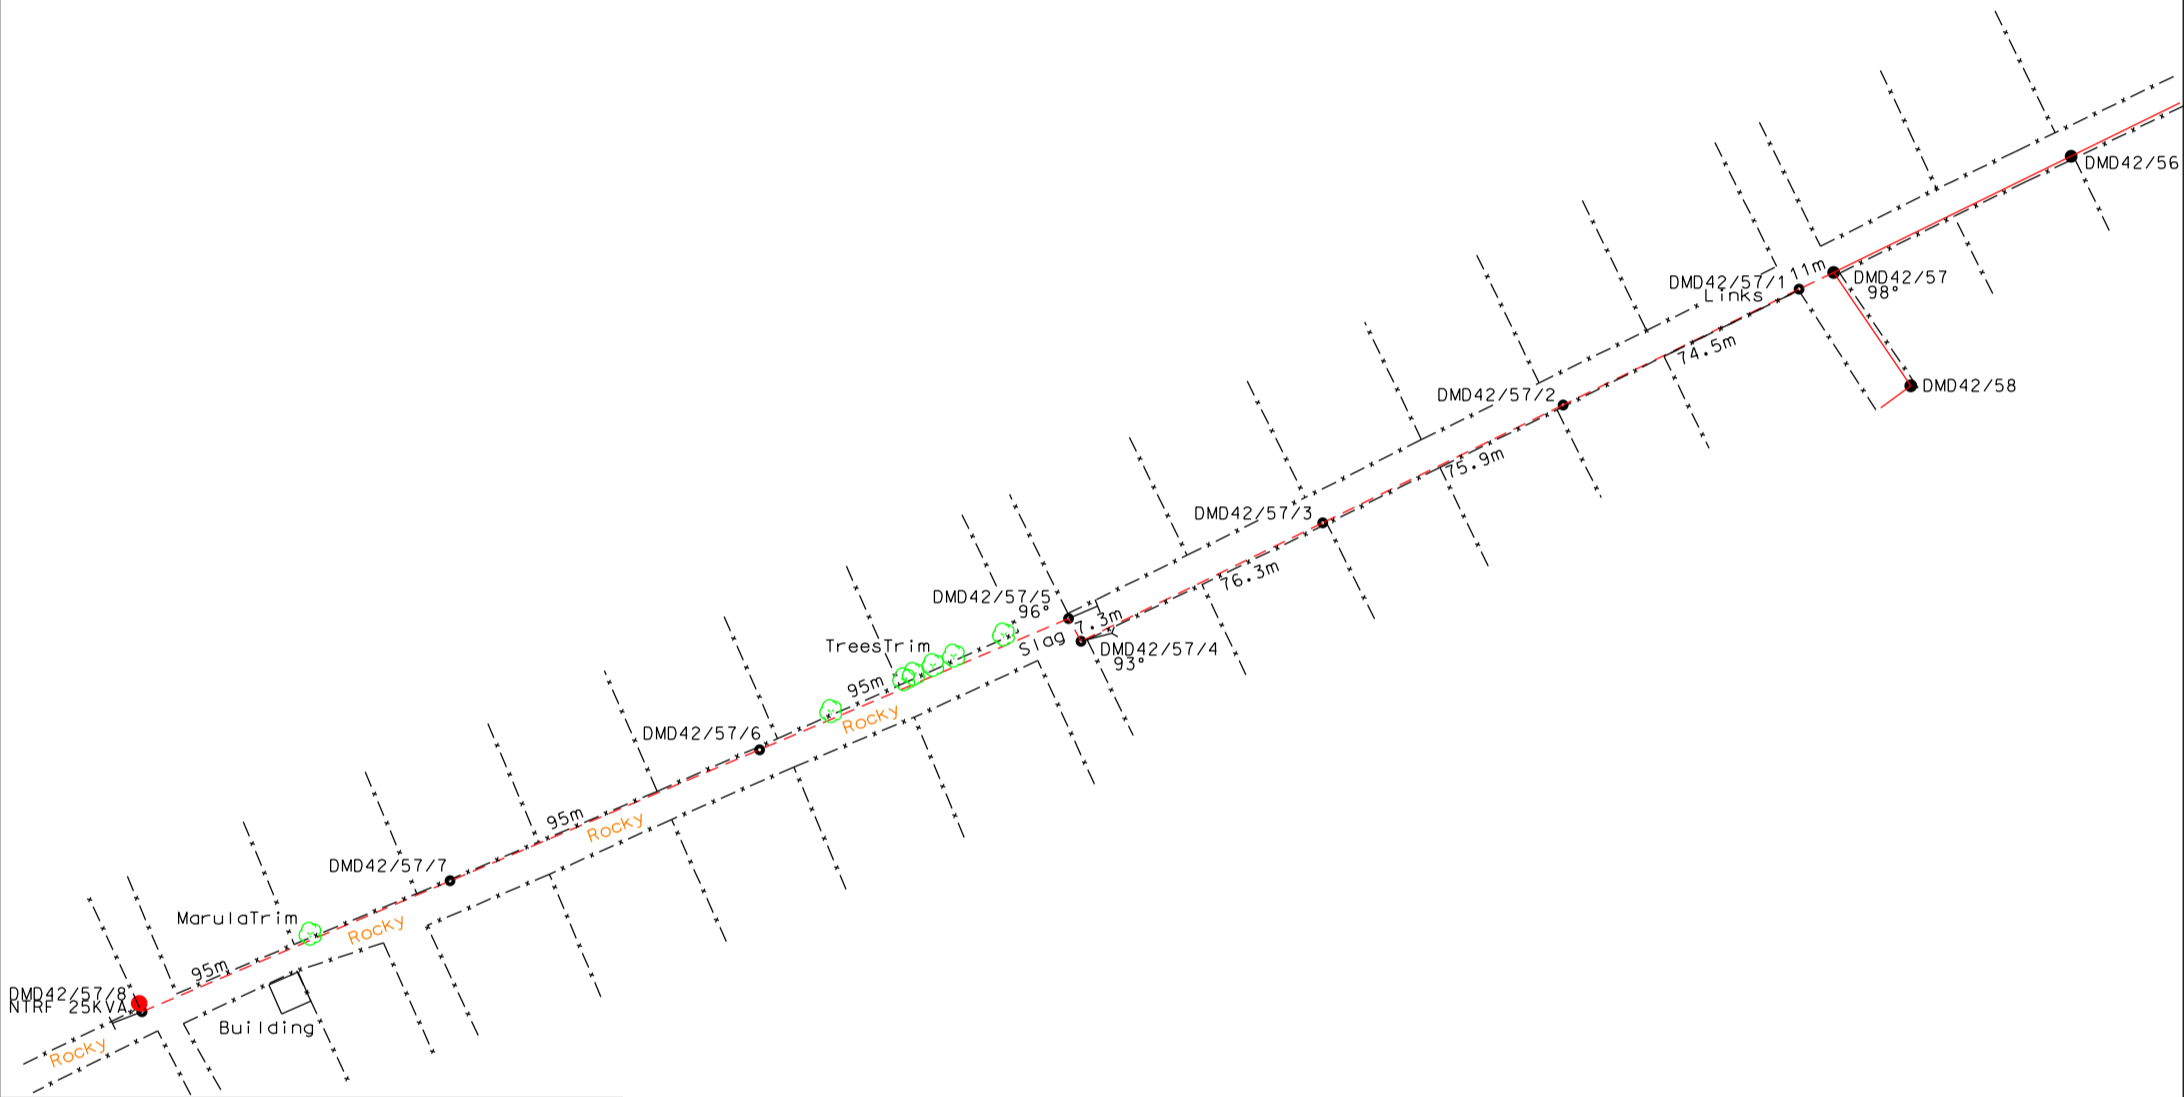 DMD42/56
11m
DMD42/57/1
Links
DMD42/57
98°
74.5m
DMD42/58
DMD42/57/2
75.9m
DMD42/57/3
76.3m
DMD42/57/5
96°
7.3m
Slag
DMD42/57/4
93°
TreesTrim
95m
Rocky
DMD42/57/6
95m
Rocky
DMD42/57/7
MarulaTrim
Rocky
95m
DMD42/57/8
NTRF 25KVA
Building
Rocky